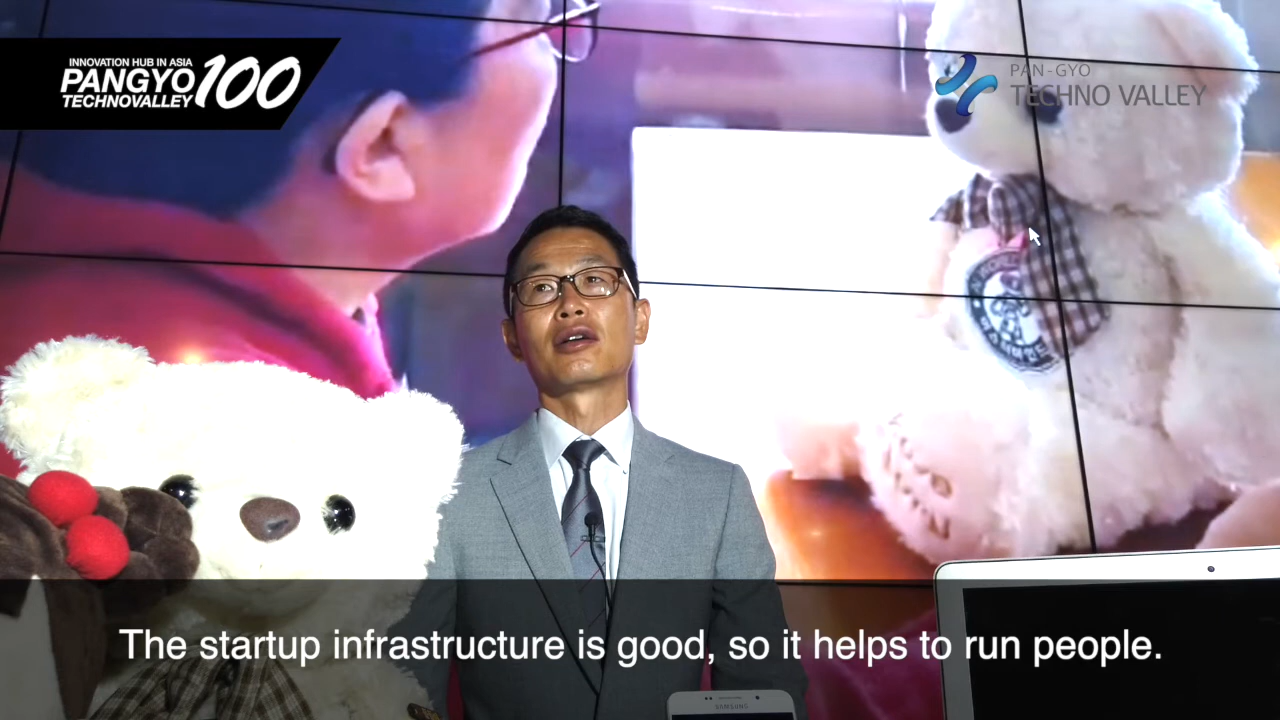 INNOVATION HUB IN ASIA
PANGYO 100
TECHNOVALLEY
PAN-GYO
TECHNO VALLEY
WORLD
SAMSUNG
The startup infrastructure is good, so it helps to run people.